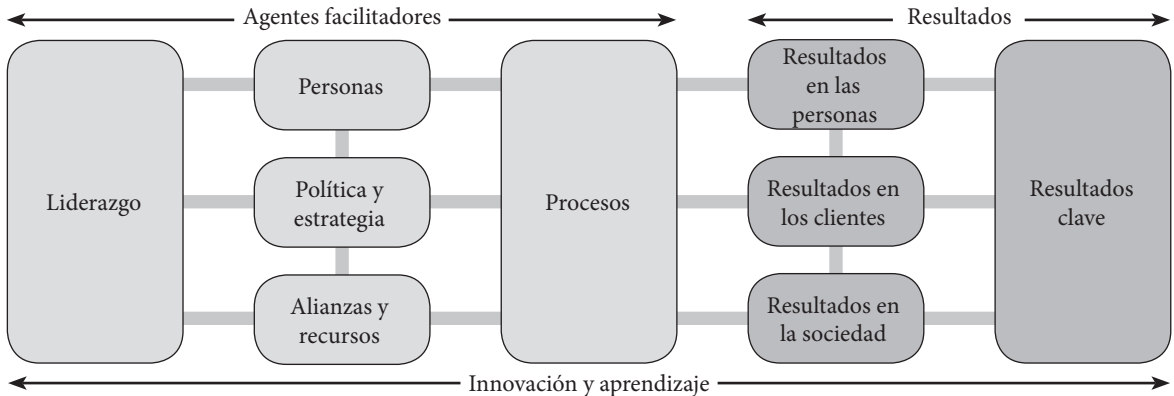 Agentes facilitadores
Resultados
Liderazgo
Personas
Política y
estrategia
Alianzas y
recursos
Procesos
Resultados
en las
personas
Resultados en
los clientes
Resultados en
la sociedad
Resultados
clave
Innovación y aprendizaje